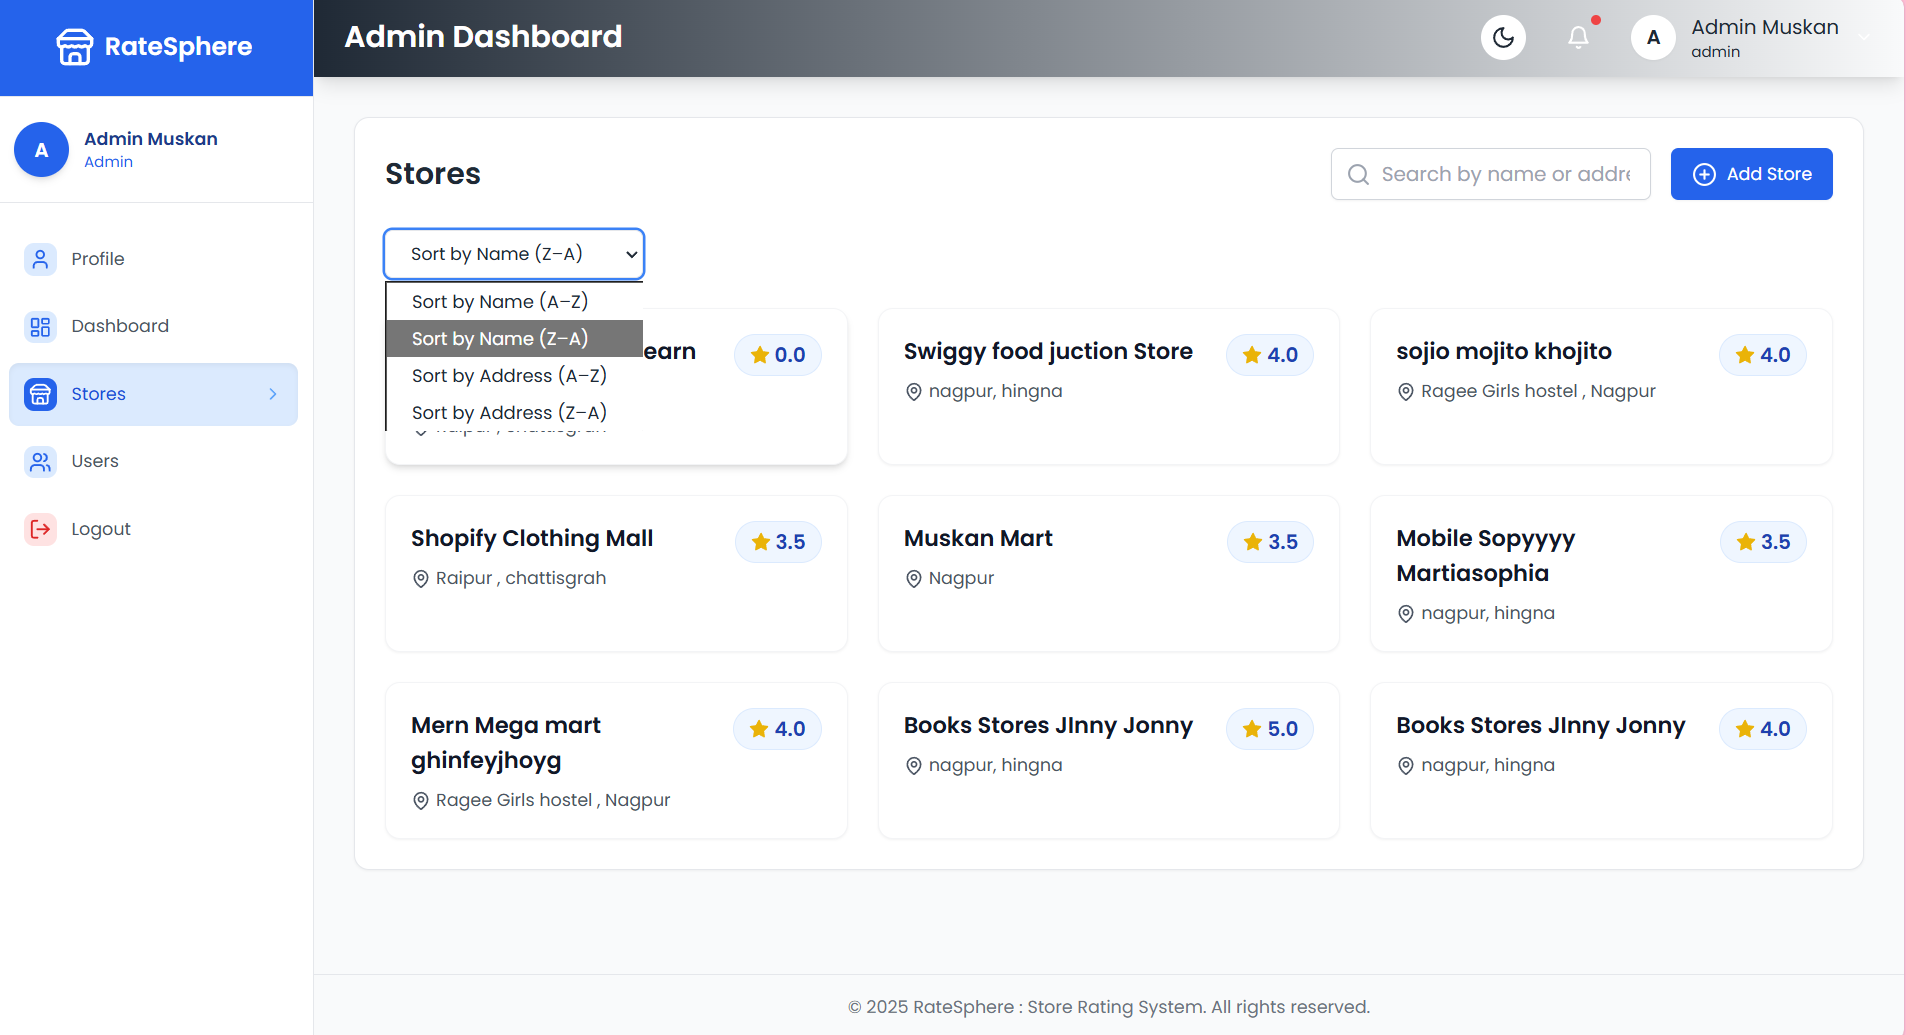 RateSphere
Admin Dashboard
A
Admin Muskan
admin
A
Admin Muskan
Admin
Profile
Dashboard
Stores
Users
Logout
Stores
Search by name or addre
Add Store
Sort by Name (Z–A)
Sort by Name (A–Z)
Sort by Name (Z–A)
Sort by Address (A–Z)
Sort by Address (Z–A)
earn
0.0
Raipur , chattisgrah
Swiggy food juction Store
4.0
nagpur, hingna
sojio mojito khojito
4.0
Ragee Girls hostel , Nagpur
Shopify Clothing Mall
3.5
Raipur , chattisgrah
Muskan Mart
3.5
Nagpur
Mobile Sopyyyy
Martiasophia
3.5
nagpur, hingna
Mern Mega mart
ghinfeyjhoyg
4.0
Ragee Girls hostel , Nagpur
Books Stores JInny Jonny
5.0
nagpur, hingna
Books Stores JInny Jonny
4.0
nagpur, hingna
© 2025 RateSphere : Store Rating System. All rights reserved.